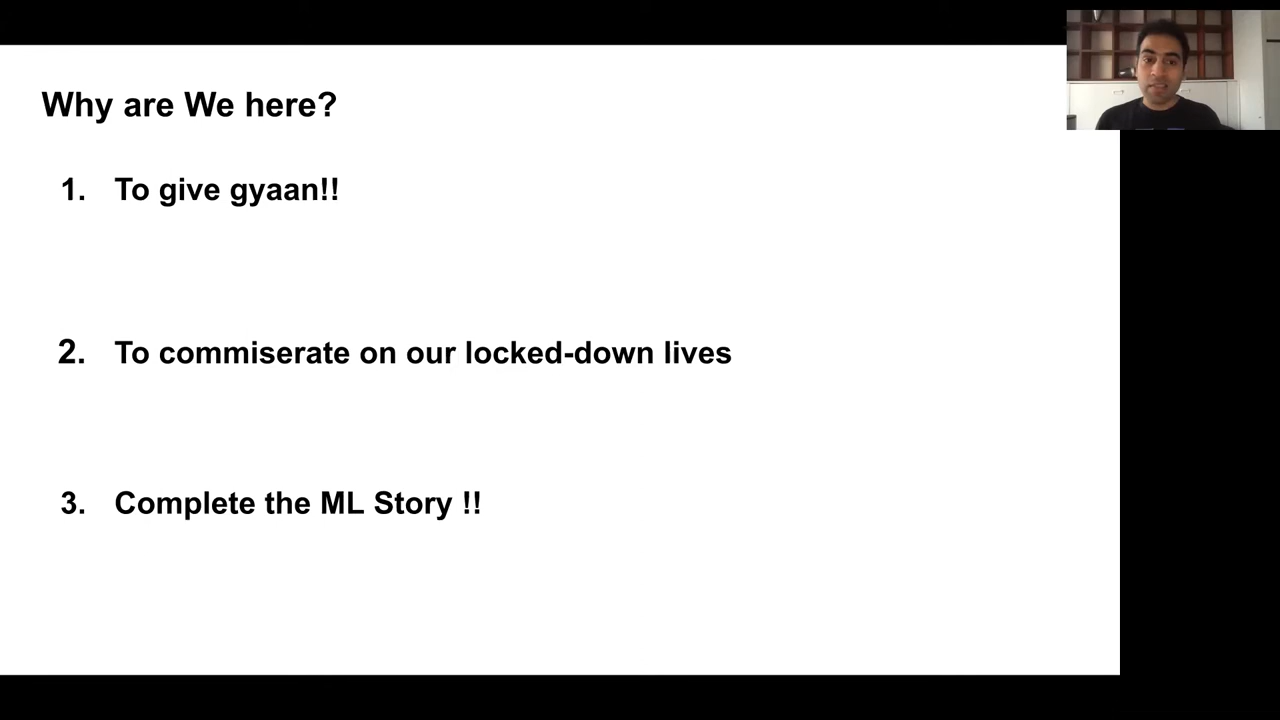 Why are We here?
1. To give gyaan!!
2. To commiserate on our locked-down lives
3. Complete the ML Story !!